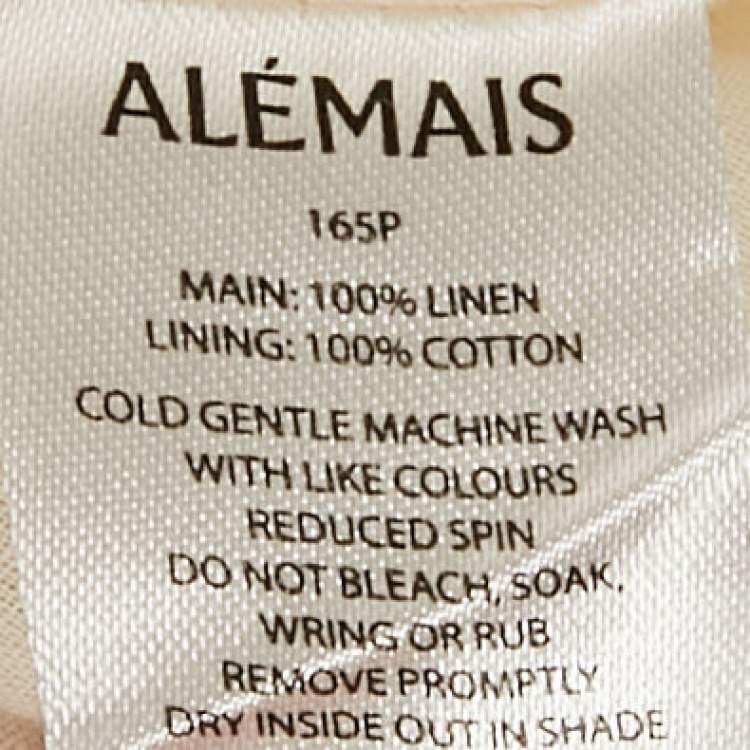 ALÉMAIS
165P
MAIN: 100% LINEN
LINING: 100% COTTON
COLD GENTLE MACHINE WASH
WITH LIKE COLOURS
REDUCED SPIN
DO NOT BLEACH, SOAK,
WRING OR RUB
REMOVE PROMPTLY
DRY INSIDE OUT IN SHADE